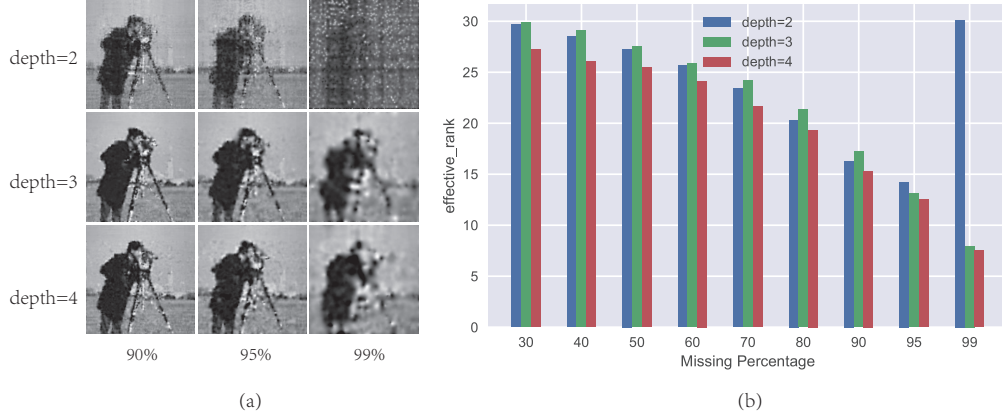 depth=2
depth=3
depth=4
90%
95%
99%
(a)
effective_rank
30
25
20
15
10
5
0
depth=2
depth=3
depth=4
30
40
50
60
70
80
90
95
99
Missing Percentage
(b)